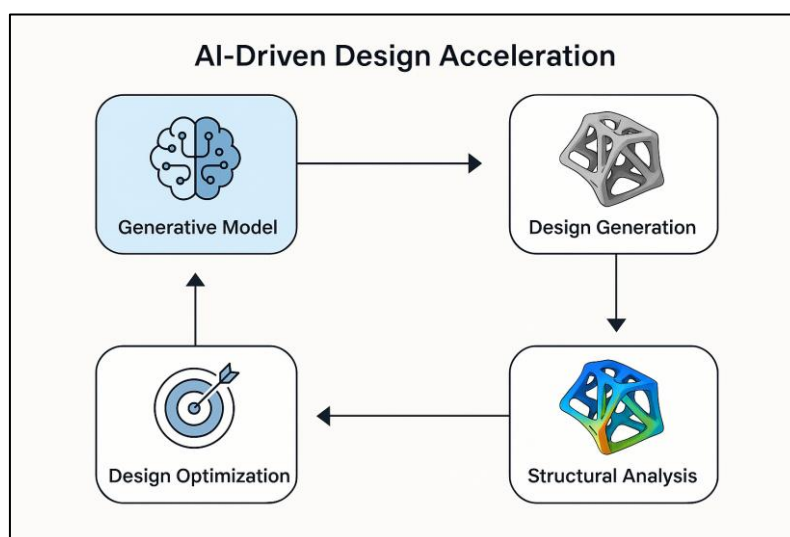 AI-Driven Design Acceleration
Generative Model
Design Generation
Design Optimization
Structural Analysis